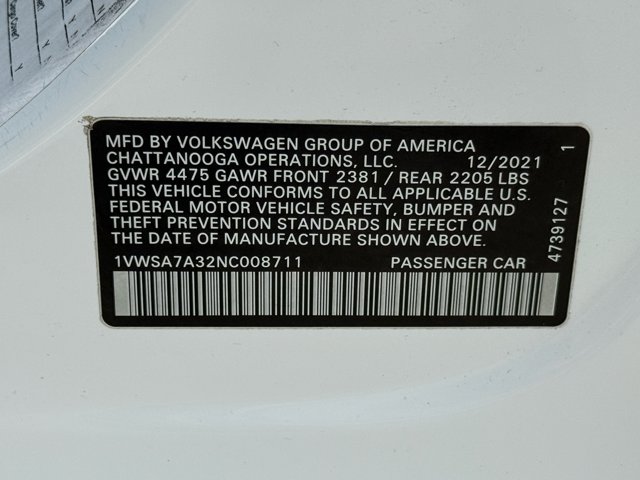 MFD BY VOLKSWAGEN GROUP OF AMERICA
CHATTANOOGA OPERATIONS, LLC. 12/2021
GVWR 4475 GAWR FRONT 2381 / REAR 2205 LBS
THIS VEHICLE CONFORMS TO ALL APPLICABLE U.S.
FEDERAL MOTOR VEHICLE SAFETY, BUMPER AND
THEFT PREVENTION STANDARDS IN EFFECT ON
THE DATE OF MANUFACTURE SHOWN ABOVE.
1VWSA7A32NC008711 PASSENGER CAR
4739127 1